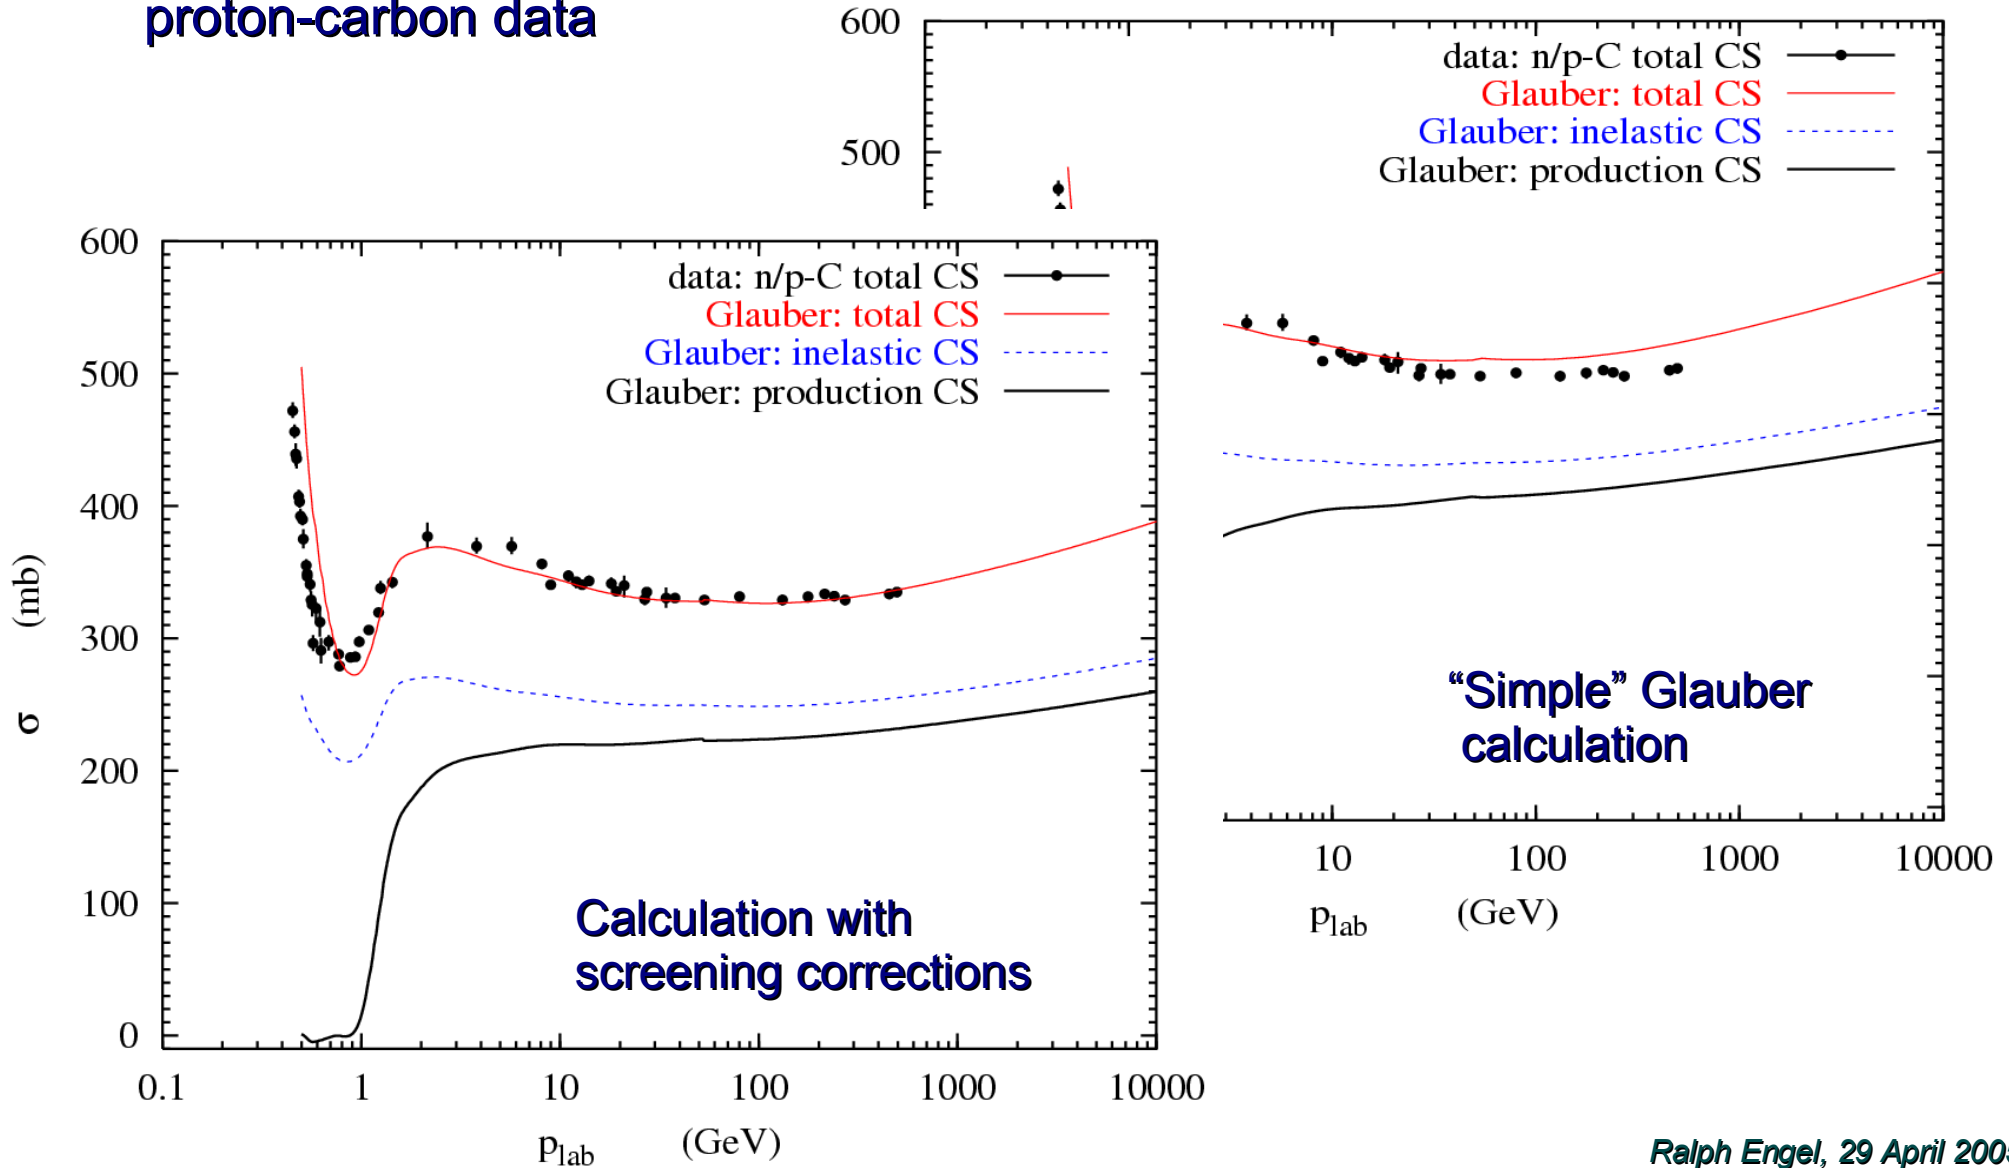 proton-carbon data
600
500
data: n/p-C total CS
Glauber: total CS
Glauber: inelastic CS
Glauber: production CS
10
100
1000
10000
p_lab (GeV)
“Simple” Glauber
calculation
600
500
400
300
200
100
0
σ (mb)
data: n/p-C total CS
Glauber: total CS
Glauber: inelastic CS
Glauber: production CS
Calculation with
screening corrections
0.1
1
10
100
1000
10000
p_lab (GeV)
Ralph Engel, 29 April 200